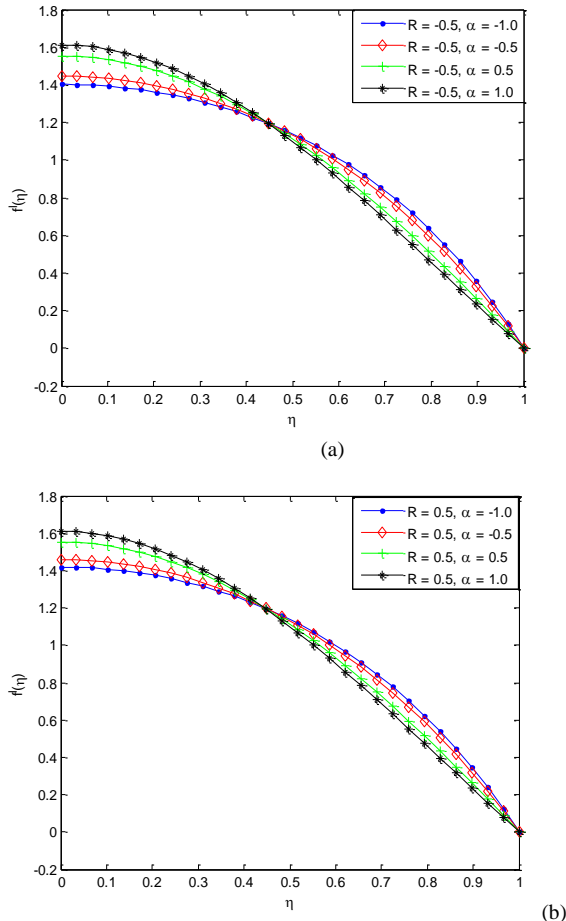 1.8
1.6
1.4
1.2
1
0.8
0.6
0.4
0.2
0
-0.2
f^|(η)
R = -0.5, α = -1.0
R = -0.5, α = -0.5
R = -0.5, α = 0.5
R = -0.5, α = 1.0
0 0.1 0.2 0.3 0.4 0.5 0.6 0.7 0.8 0.9 1
η
(a)
1.8
1.6
1.4
1.2
1
0.8
0.6
0.4
0.2
0
-0.2
f^|(η)
R = 0.5, α = -1.0
R = 0.5, α = -0.5
R = 0.5, α = 0.5
R = 0.5, α = 1.0
0 0.1 0.2 0.3 0.4 0.5 0.6 0.7 0.8 0.9 1
η
(b)